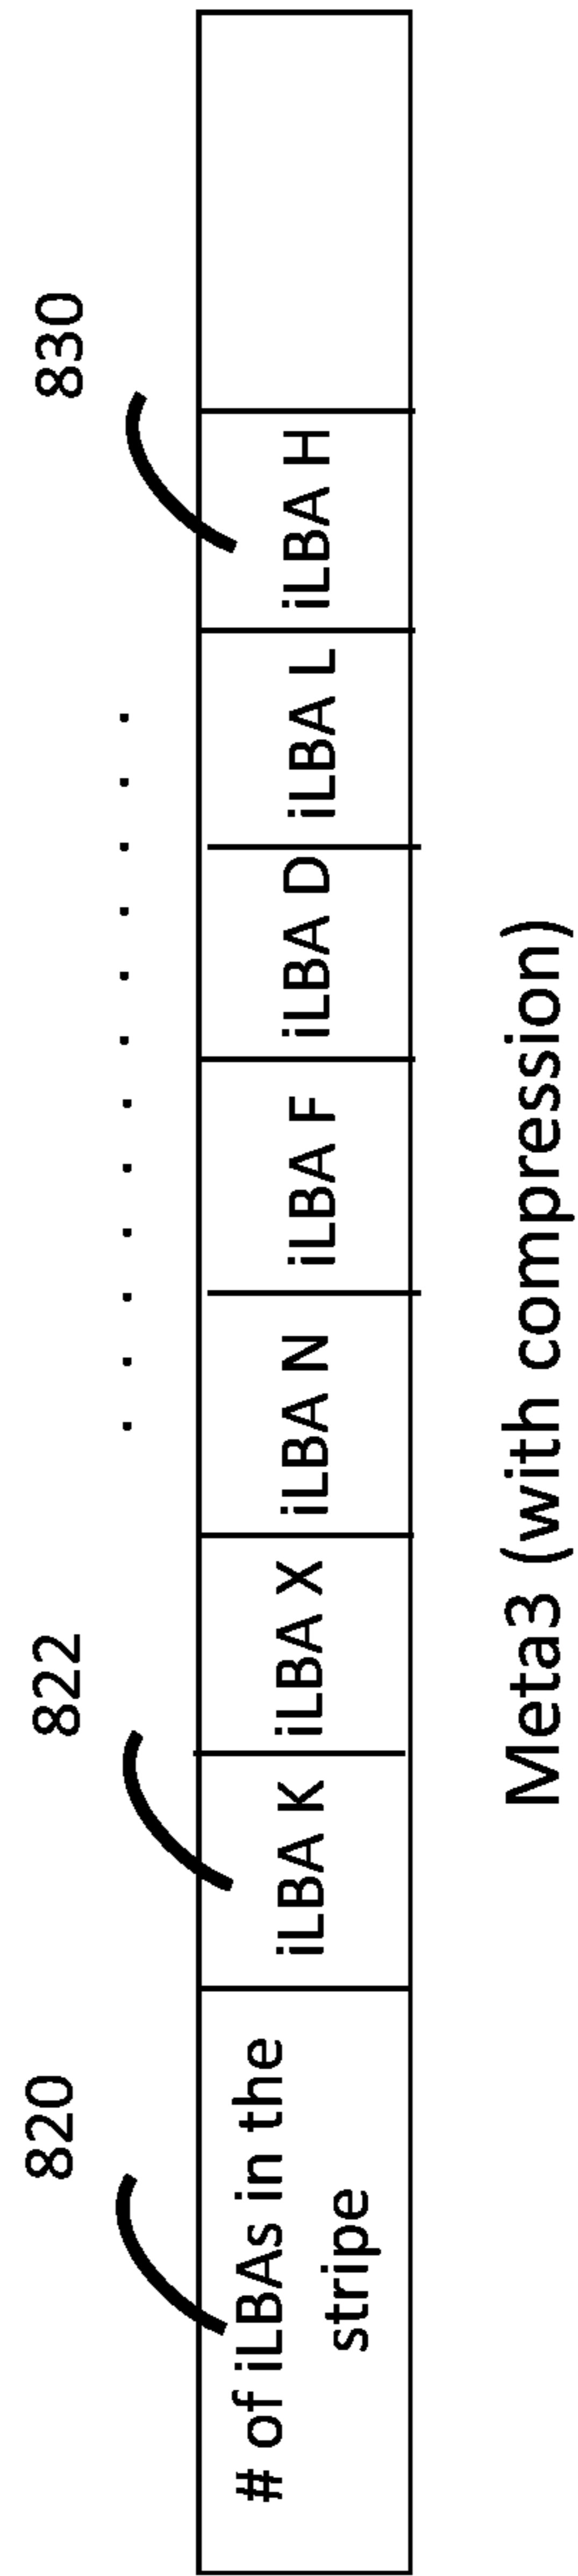 820
822
830
# of iLBAs in the
stripe
iLBA K
iLBA X
iLBA N
iLBA F
iLBA D
iLBA L
iLBA H
Meta3 (with compression)